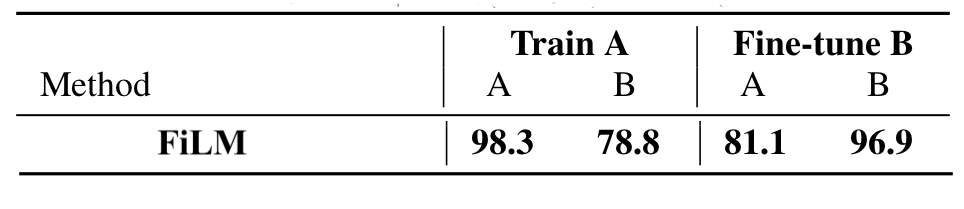 Train A Fine-tune B
Method A B A B
FiLM 98.3 78.8 81.1 96.9